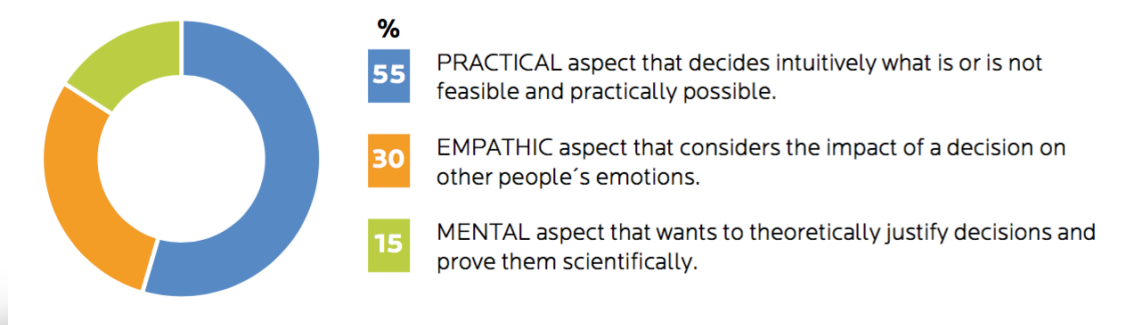 %
55
PRACTICAL aspect that decides intuitively what is or is not
feasible and practically possible.
30
EMPATHIC aspect that considers the impact of a decision on
other people´s emotions.
15
MENTAL aspect that wants to theoretically justify decisions and
prove them scientifically.